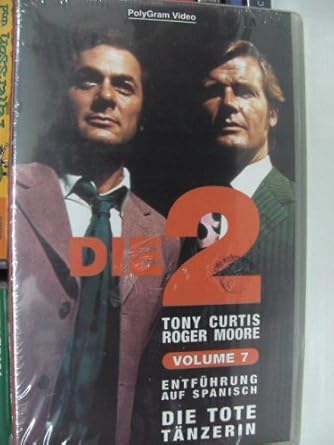 PolyGram Video
DIE 2
TONY CURTIS
ROGER MOORE
VOLUME 7
ENTFÜHRUNG
AUF SPANISCH
DIE TOTE
TÄNZERIN